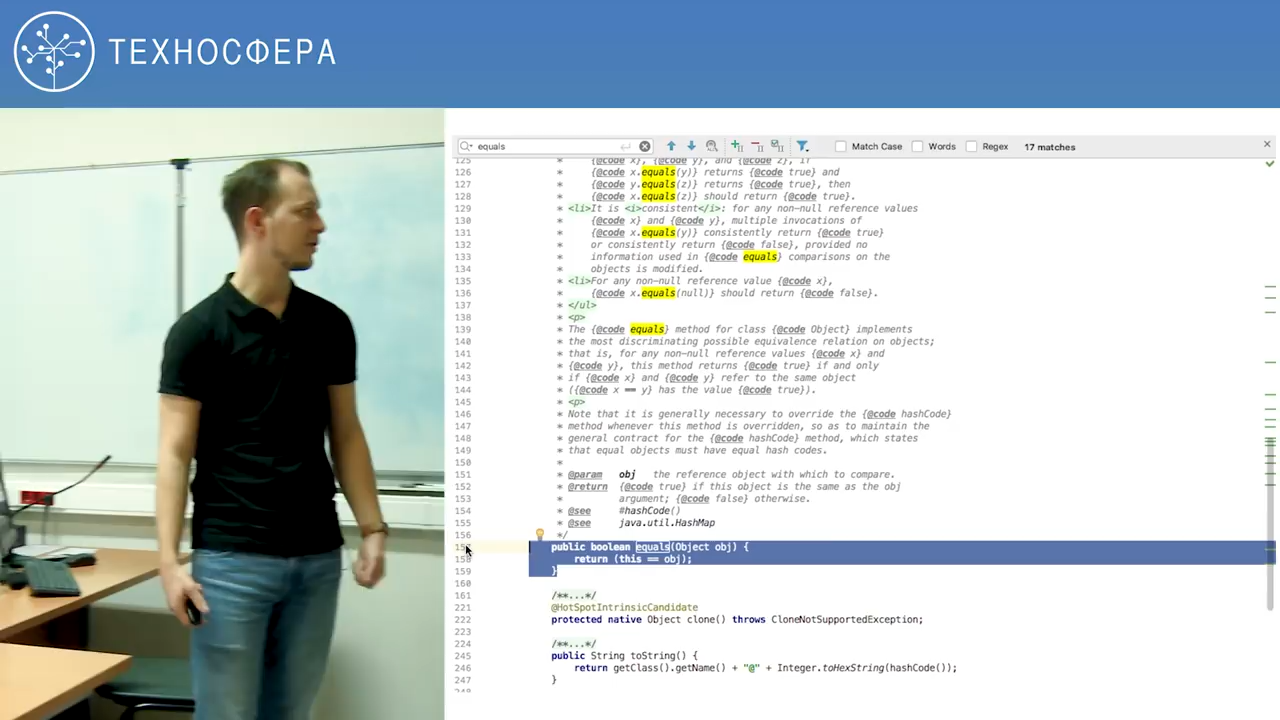 ТЕХНОСФЕРА
equals
Match Case
Words
Regex
17 matches
125 * {@code x}, {@code y}, and {@code z}, if
126 * {@code x.equals(y)} returns {@code true} and
127 * {@code y.equals(z)} returns {@code true}, then
128 * {@code x.equals(z)} should return {@code true}.
129 * <li>It is <i>consistent</i>: for any non-null reference values
130 * {@code x} and {@code y}, multiple invocations of
131 * {@code x.equals(y)} consistently return {@code true}
132 * or consistently return {@code false}, provided no
133 * information used in {@code equals} comparisons on the
134 * objects is modified.
135 * <li>For any non-null reference value {@code x},
136 * {@code x.equals(null)} should return {@code false}.
137 * </ul>
138 * <p>
139 * The {@code equals} method for class {@code Object} implements
140 * the most discriminating possible equivalence relation on objects;
141 * that is, for any non-null reference values {@code x} and
142 * {@code y}, this method returns {@code true} if and only
143 * if {@code x} and {@code y} refer to the same object
144 * ({@code x == y} has the value {@code true}).
145 * <p>
146 * Note that it is generally necessary to override the {@code hashCode}
147 * method whenever this method is overridden, so as to maintain the
148 * general contract for the {@code hashCode} method, which states
149 * that equal objects must have equal hash codes.
150 *
151 * @param obj the reference object with which to compare.
152 * @return {@code true} if this object is the same as the obj
153 * argument; {@code false} otherwise.
154 * @see #hashCode()
155 * @see java.util.HashMap
156 */
157 public boolean equals(Object obj) {
158 return (this == obj);
159 }
160
161 /**...*/
221 @HotSpotIntrinsicCandidate
222 protected native Object clone() throws CloneNotSupportedException;
223
224 /**...*/
245 public String toString() {
246 return getClass().getName() + "@" + Integer.toHexString(hashCode());
247 }
248